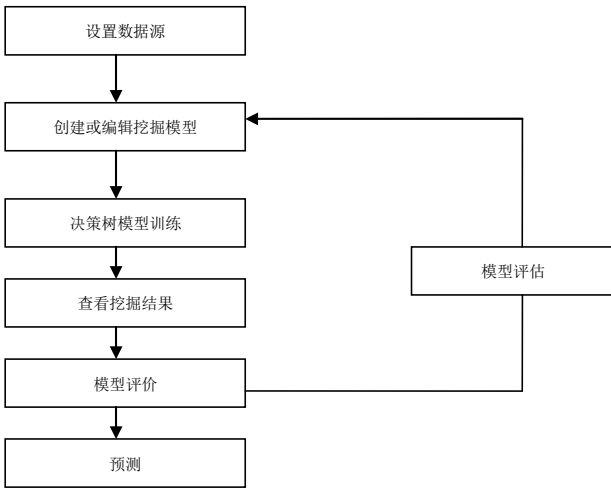 设置数据源
创建或编辑挖掘模型
决策树模型训练
模型评估
查看挖掘结果
模型评价
预测